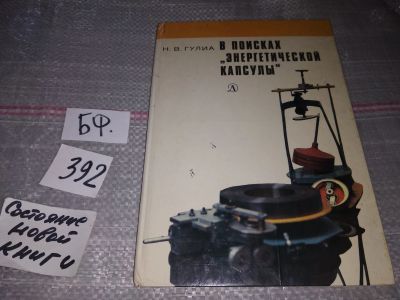 Н. В. ГУЛИА
В ПОИСКАХ
„ЭНЕРГЕТИЧЕСКОЙ
КАПСУЛЫ"
БФ.
392
Состояние
новой
книги